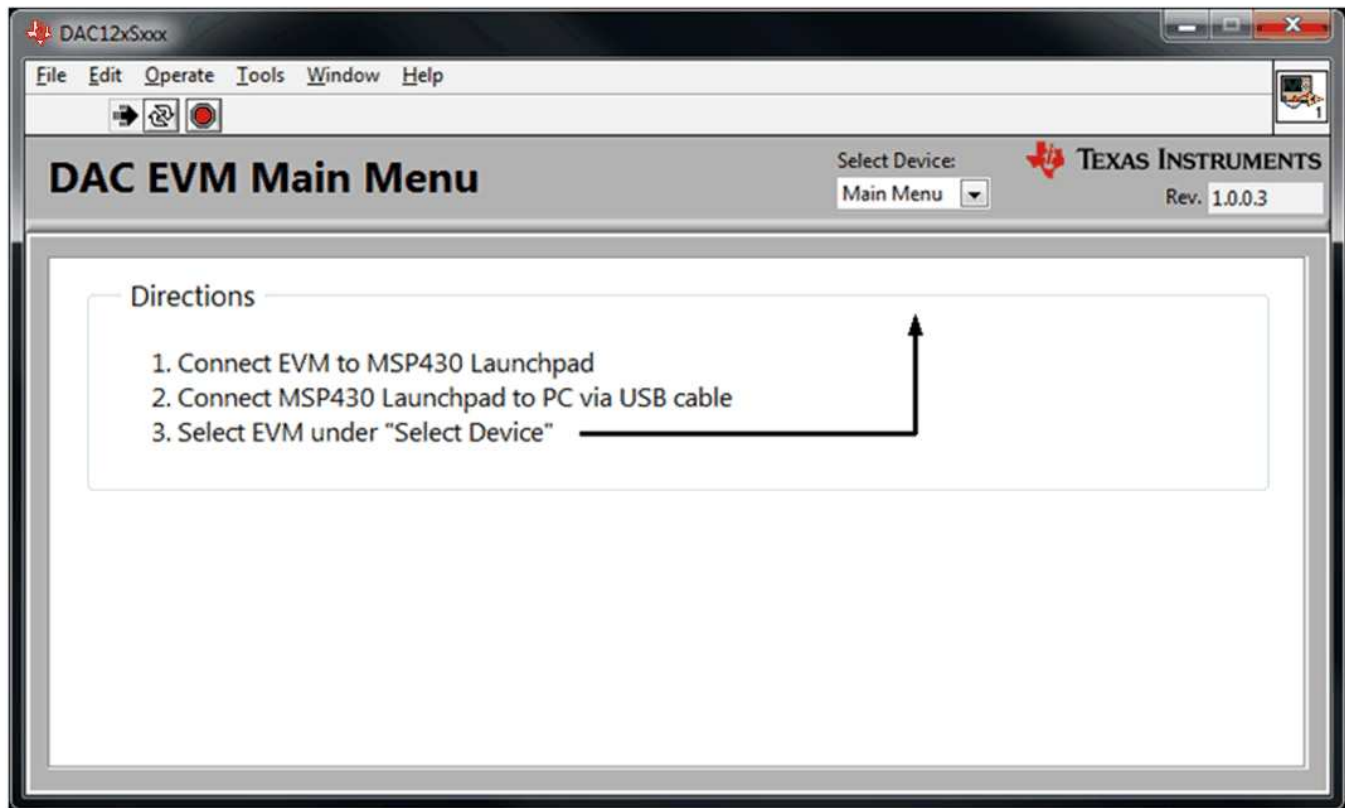 DAC12xSxxx
File Edit Operate Tools Window Help
1
DAC EVM Main Menu
Select Device:
Main Menu
TEXAS INSTRUMENTS
Rev. 1.0.0.3
Directions
1. Connect EVM to MSP430 Launchpad
2. Connect MSP430 Launchpad to PC via USB cable
3. Select EVM under "Select Device"